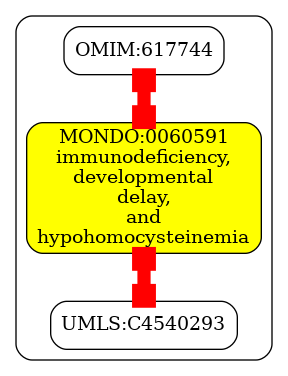 OMIM:617744
MONDO:0060591
immunodeficiency,
developmental
delay,
and
hypohomocysteinemia
UMLS:C4540293